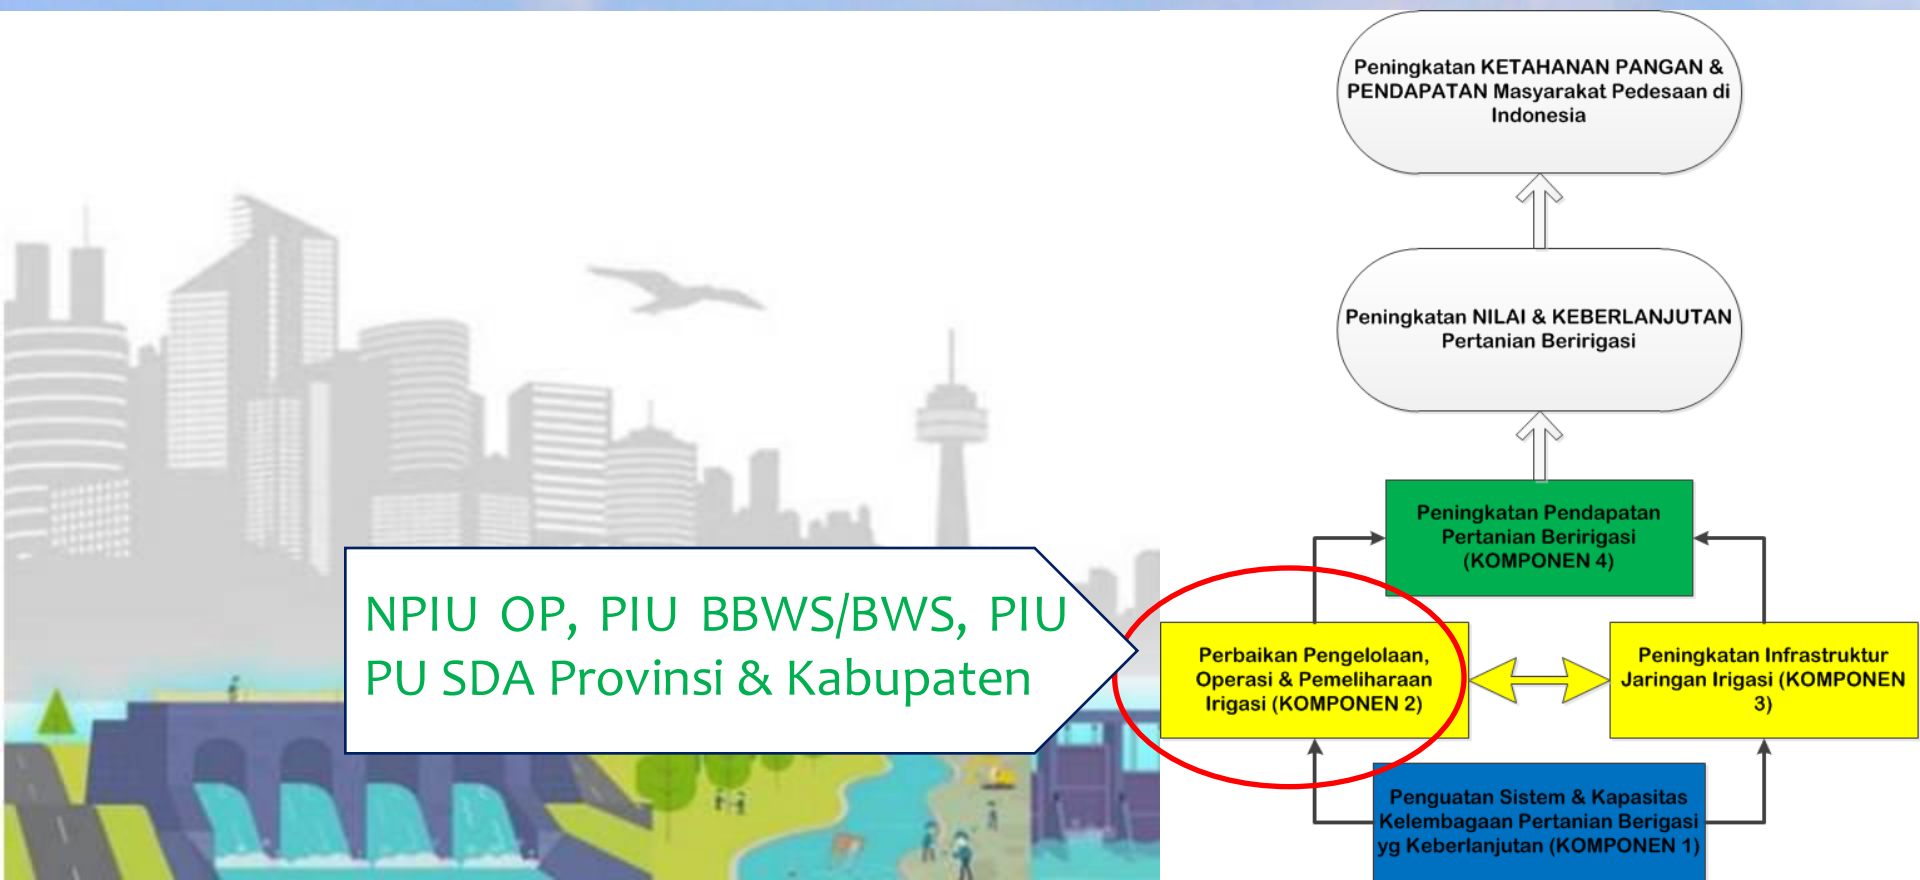 Peningkatan KETAHANAN PANGAN &
PENDAPATAN Masyarakat Pedesaan di
Indonesia
Peningkatan NILAI & KEBERLANJUTAN
Pertanian Beririgasi
Peningkatan Pendapatan
Pertanian Beririgasi
(KOMPONEN 4)
NPIU OP, PIU BBWS/BWS, PIU
PU SDA Provinsi & Kabupaten
Perbaikan Pengelolaan,
Operasi & Pemeliharaan
Irigasi (KOMPONEN 2)
Peningkatan Infrastruktur
Jaringan Irigasi (KOMPONEN
3)
Penguatan Sistem & Kapasitas
Kelembagaan Pertanian Berigasi
yg Keberlanjutan (KOMPONEN 1)